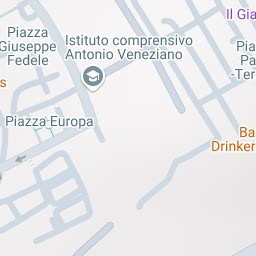 Piazza
Giuseppe
Fedele
Istituto comprensivo
Antonio Veneziano
Il Gia
Pia
Pa
-Ter
s
Piazza Europa
Ba
Drinker